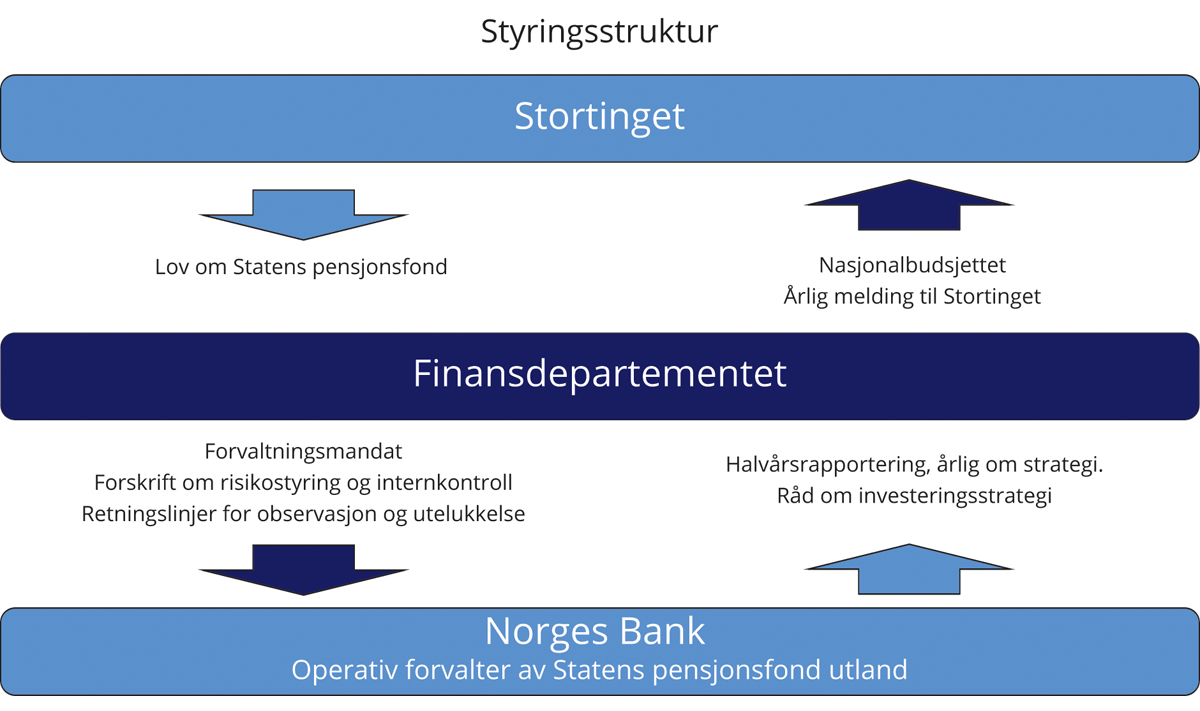 Styringsstruktur
Stortinget
Lov om Statens pensjonsfond
Nasjonalbudsjettet
Årlig melding til Stortinget
Finansdepartementet
Forvaltningsmandat
Forskrift om risikostyring og internkontroll
Retningslinjer for observasjon og utelukkelse
Halvårsrapportering, årlig om strategi.
Råd om investeringsstrategi
Norges Bank
Operativ forvalter av Statens pensjonsfond utland